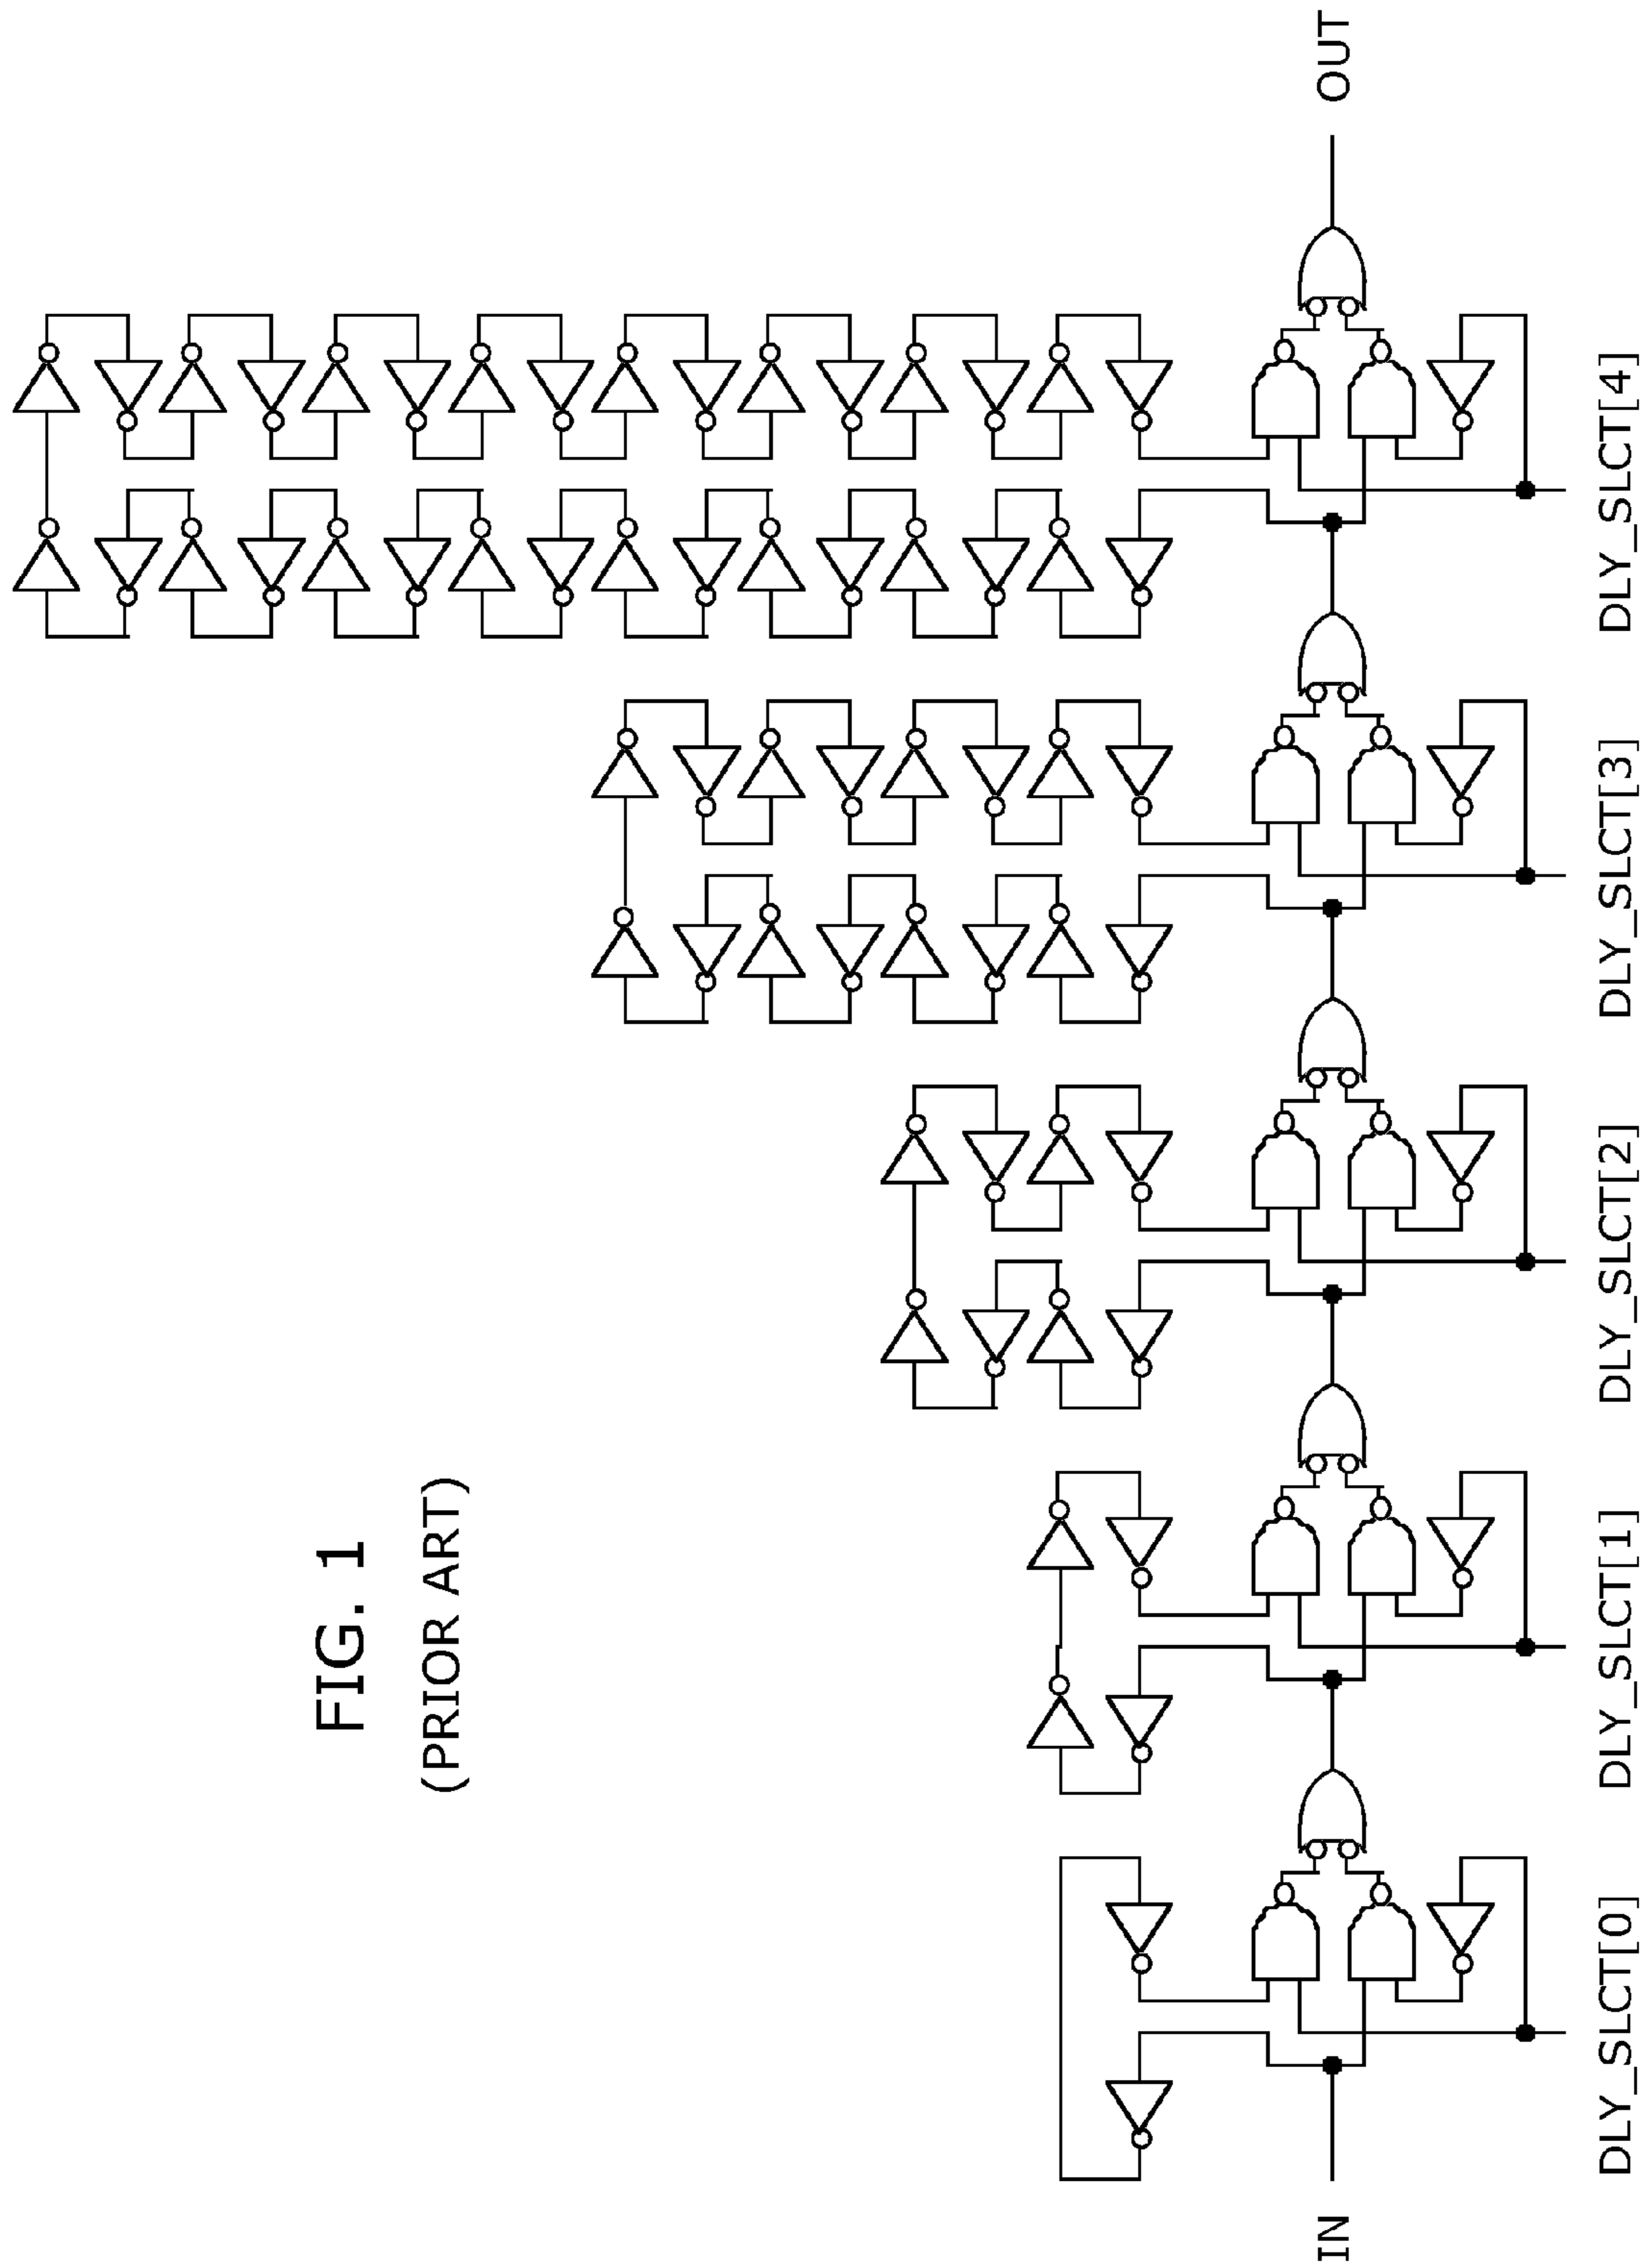 FIG. 1
(PRIOR ART)
IN
OUT
DLY_SLCT[0]
DLY_SLCT[1]
DLY_SLCT[2]
DLY_SLCT[3]
DLY_SLCT[4]